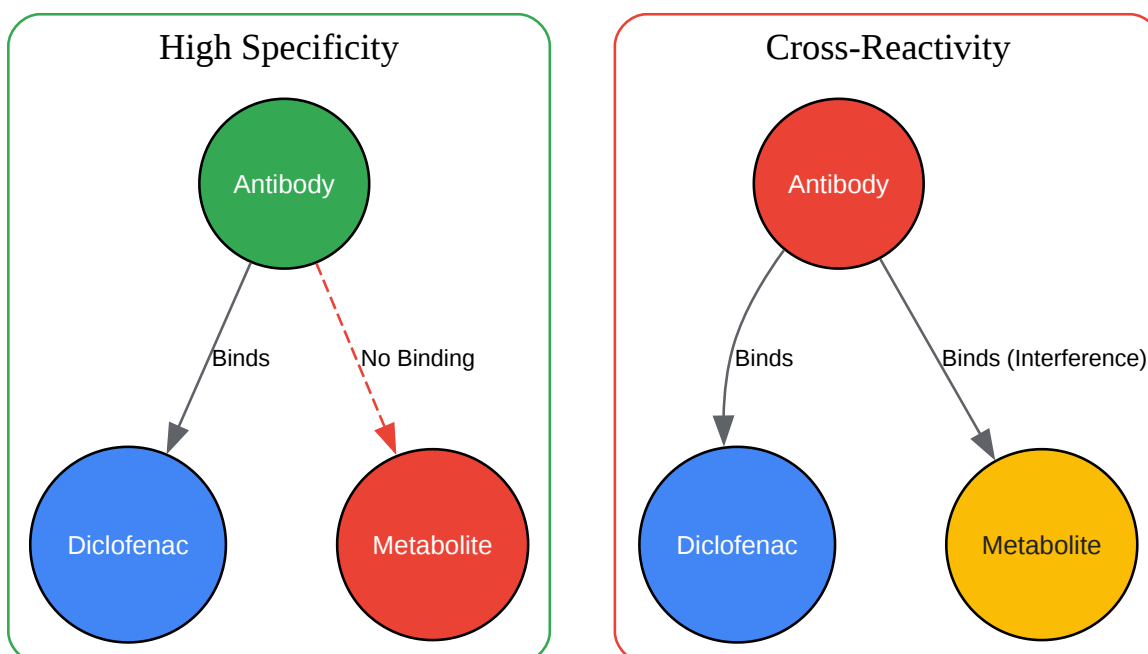 High Specificity
Antibody
Binds
No Binding
Diclofenac
Metabolite
Cross-Reactivity
Antibody
Binds
Binds (Interference)
Diclofenac
Metabolite